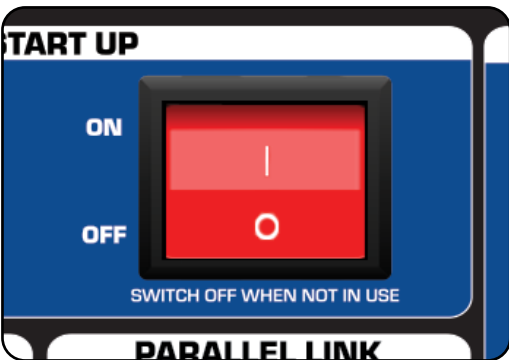 START UP
ON
I
O
OFF
SWITCH OFF WHEN NOT IN USE
PARALLEL LINK